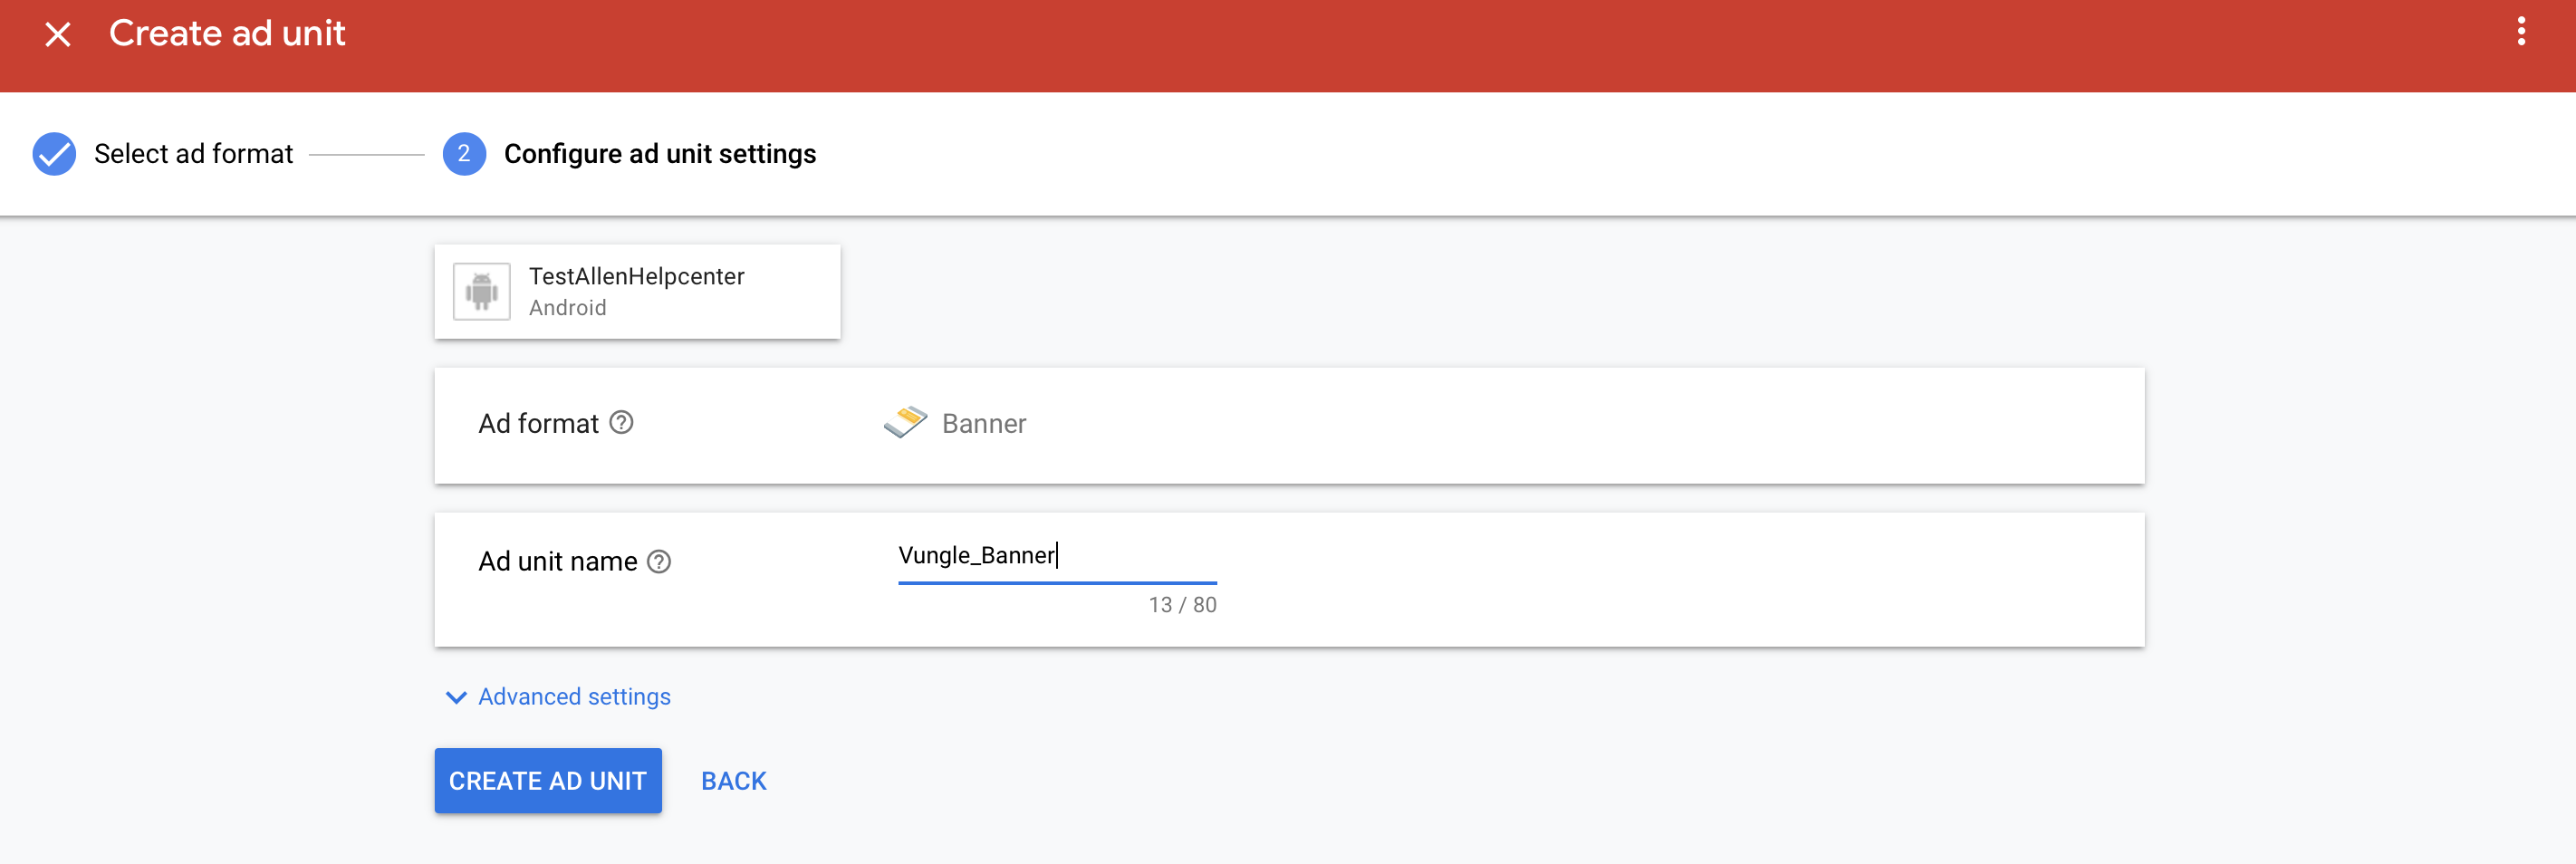 Create ad unit
Select ad format
2 Configure ad unit settings
TestAllenHelpcenter
Android
Ad format ?
Banner
Ad unit name ?
Vungle_Banner
13 / 80
Advanced settings
CREATE AD UNIT
BACK